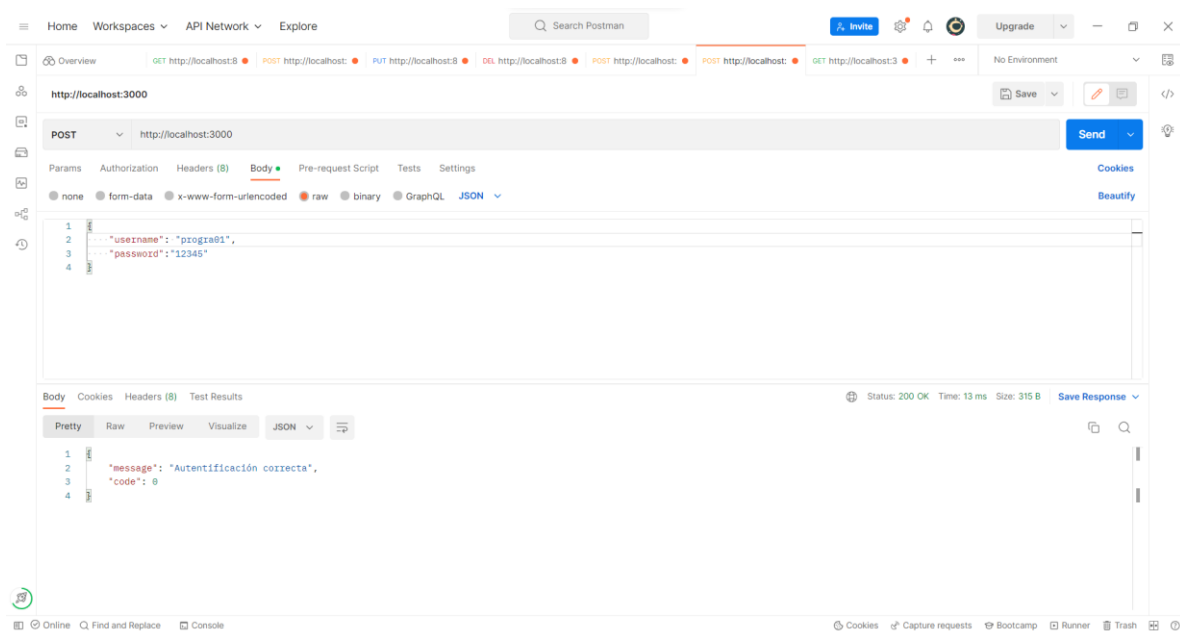 Home Workspaces API Network Explore Search Postman Invite Upgrade
Overview GET http://localhost:8 POST http://localhost: PUT http://localhost:8 DEL http://localhost:8 POST http://localhost: POST http://localhost: GET http://localhost:3 + ooo No Environment
http://localhost:3000 Save </>
POST http://localhost:3000 Send
Params Authorization Headers (8) Body Pre-request Script Tests Settings Cookies
none form-data x-www-form-urlencoded raw binary GraphQL JSON Beautify
1 {
2 "username": "progra01",
3 "password":"12345"
4 }
Body Cookies Headers (8) Test Results Status: 200 OK Time: 13 ms Size: 315 B Save Response
Pretty Raw Preview Visualize JSON
1 {
2 "message": "Autentificación correcta",
3 "code": 0
4 }
Online Find and Replace Console Cookies Capture requests Bootcamp Runner Trash